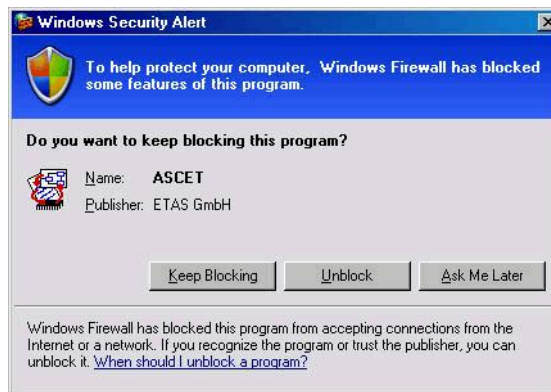 Windows Security Alert
To help protect your computer, Windows Firewall has blocked
some features of this program.
Do you want to keep blocking this program?
Name: ASCET
Publisher: ETAS GmbH
Keep Blocking Unblock Ask Me Later
Windows Firewall has blocked this program from accepting connections from the
Internet or a network. If you recognize the program or trust the publisher, you can
unblock it. When should I unblock a program?